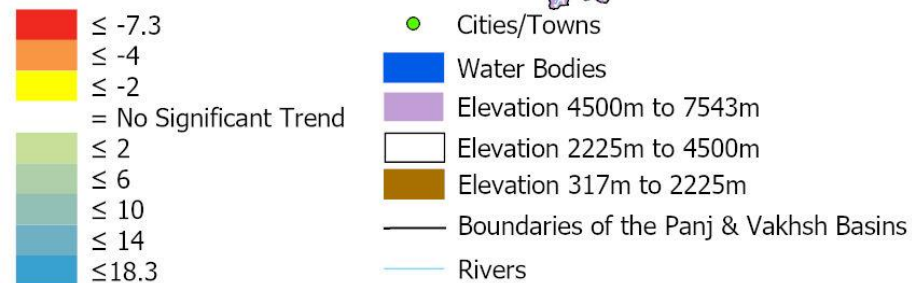 ≤ -7.3
≤ -4
≤ -2
= No Significant Trend
≤ 2
≤ 6
≤ 10
≤ 14
≤18.3
Cities/Towns
Water Bodies
Elevation 4500m to 7543m
Elevation 2225m to 4500m
Elevation 317m to 2225m
Boundaries of the Panj & Vakhsh Basins
Rivers